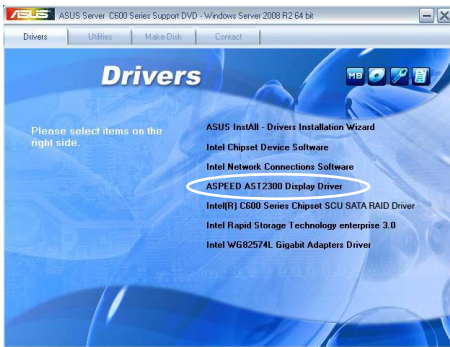 ASUS ASUS Server C600 Series Support DVD - Windows Server 2008 R2 64 bit
Drivers Utilities Make Disk Contact
Drivers
MB
Please select items on the right side.
ASUS InstAll - Drivers Installation Wizard
Intel Chipset Device Software
Intel Network Connections Software
ASPEED AST2300 Display Driver
Intel(R) C600 Series Chipset SCU SATA RAID Driver
Intel Rapid Storage Technology enterprise 3.0
Intel WG82574L Gigabit Adapters Driver